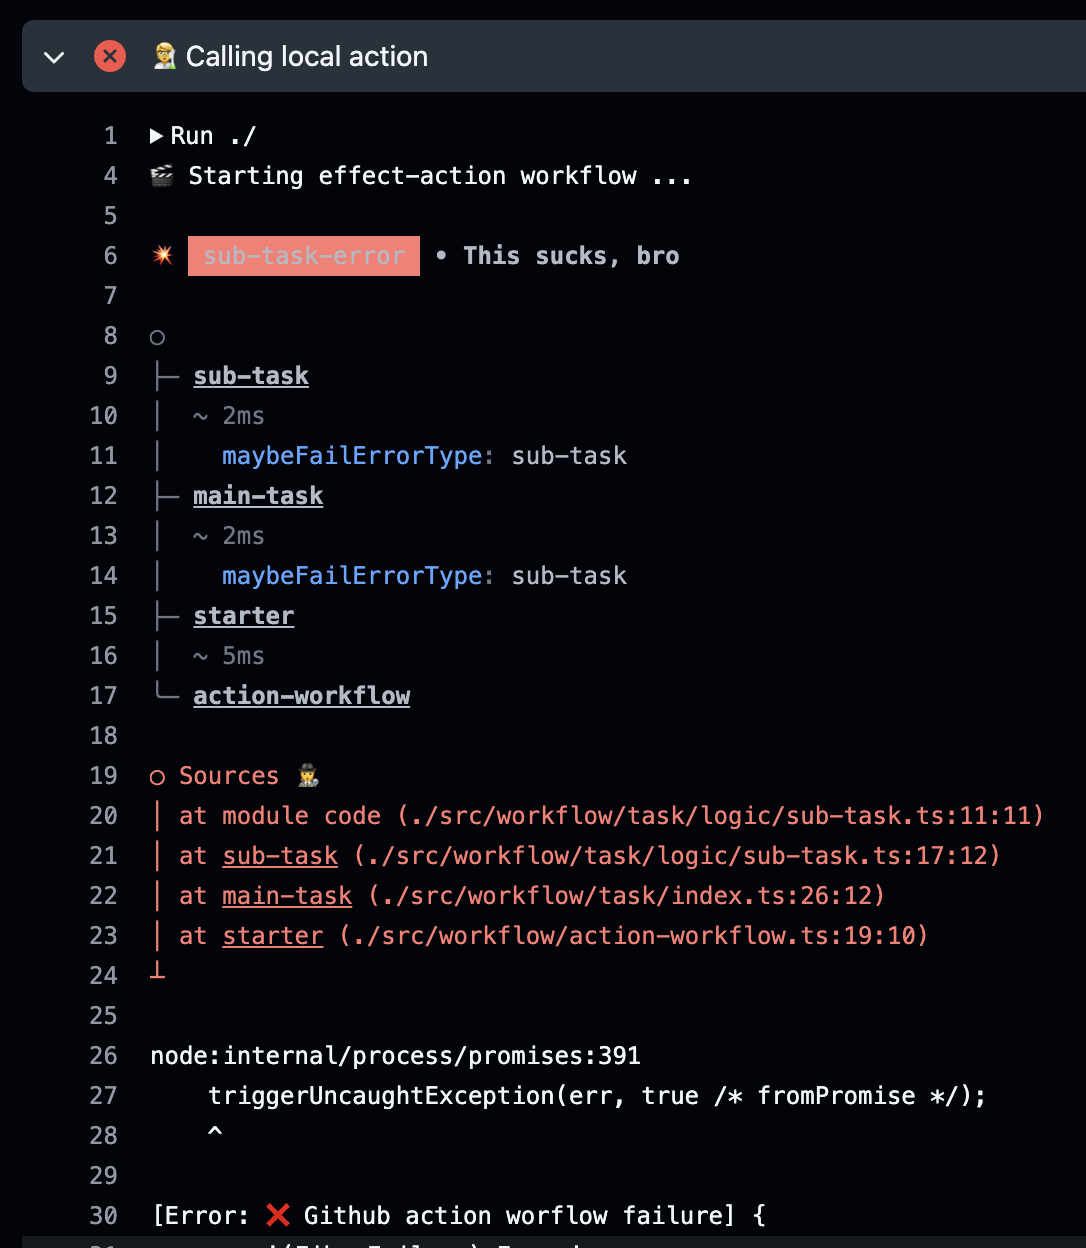 Calling local action
1 Run ./
4 🎬 Starting effect-action workflow ...
5
6 💥 sub-task-error • This sucks, bro
7
8 ○
9 ├─ sub-task
10 │ ~ 2ms
11 │ maybeFailErrorType: sub-task
12 ├─ main-task
13 │ ~ 2ms
14 │ maybeFailErrorType: sub-task
15 ├─ starter
16 │ ~ 5ms
17 ╰─ action-workflow
18
19 ○ Sources 🕵️
20 │ at module code (./src/workflow/task/logic/sub-task.ts:11:11)
21 │ at sub-task (./src/workflow/task/logic/sub-task.ts:17:12)
22 │ at main-task (./src/workflow/task/index.ts:26:12)
23 │ at starter (./src/workflow/action-workflow.ts:19:10)
24 ┴
25
26 node:internal/process/promises:391
27 triggerUncaughtException(err, true /* fromPromise */);
28 ^
29
30 [Error: ❌ Github action worflow failure] {